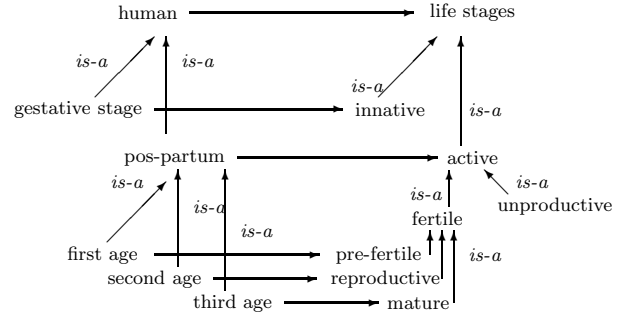 human life stages
is-a is-a
is-a
gestative stage innative is-a
pos-partum active
is-a is-a
is-a is-a
unproductive
fertile
is-a
first age pre-fertile is-a
second age reproductive
third age mature